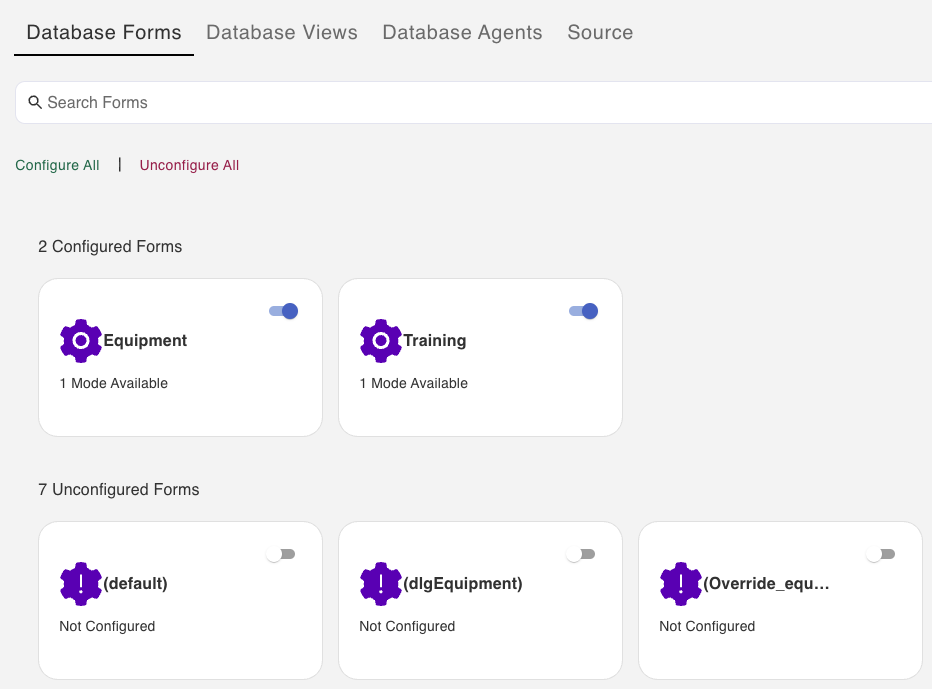 Database Forms Database Views Database Agents Source
Search Forms
Configure All | Unconfigure All
2 Configured Forms
Equipment Training
1 Mode Available 1 Mode Available
7 Unconfigured Forms
(default) (dlgEquipment) (Override_equ...
Not Configured Not Configured Not Configured